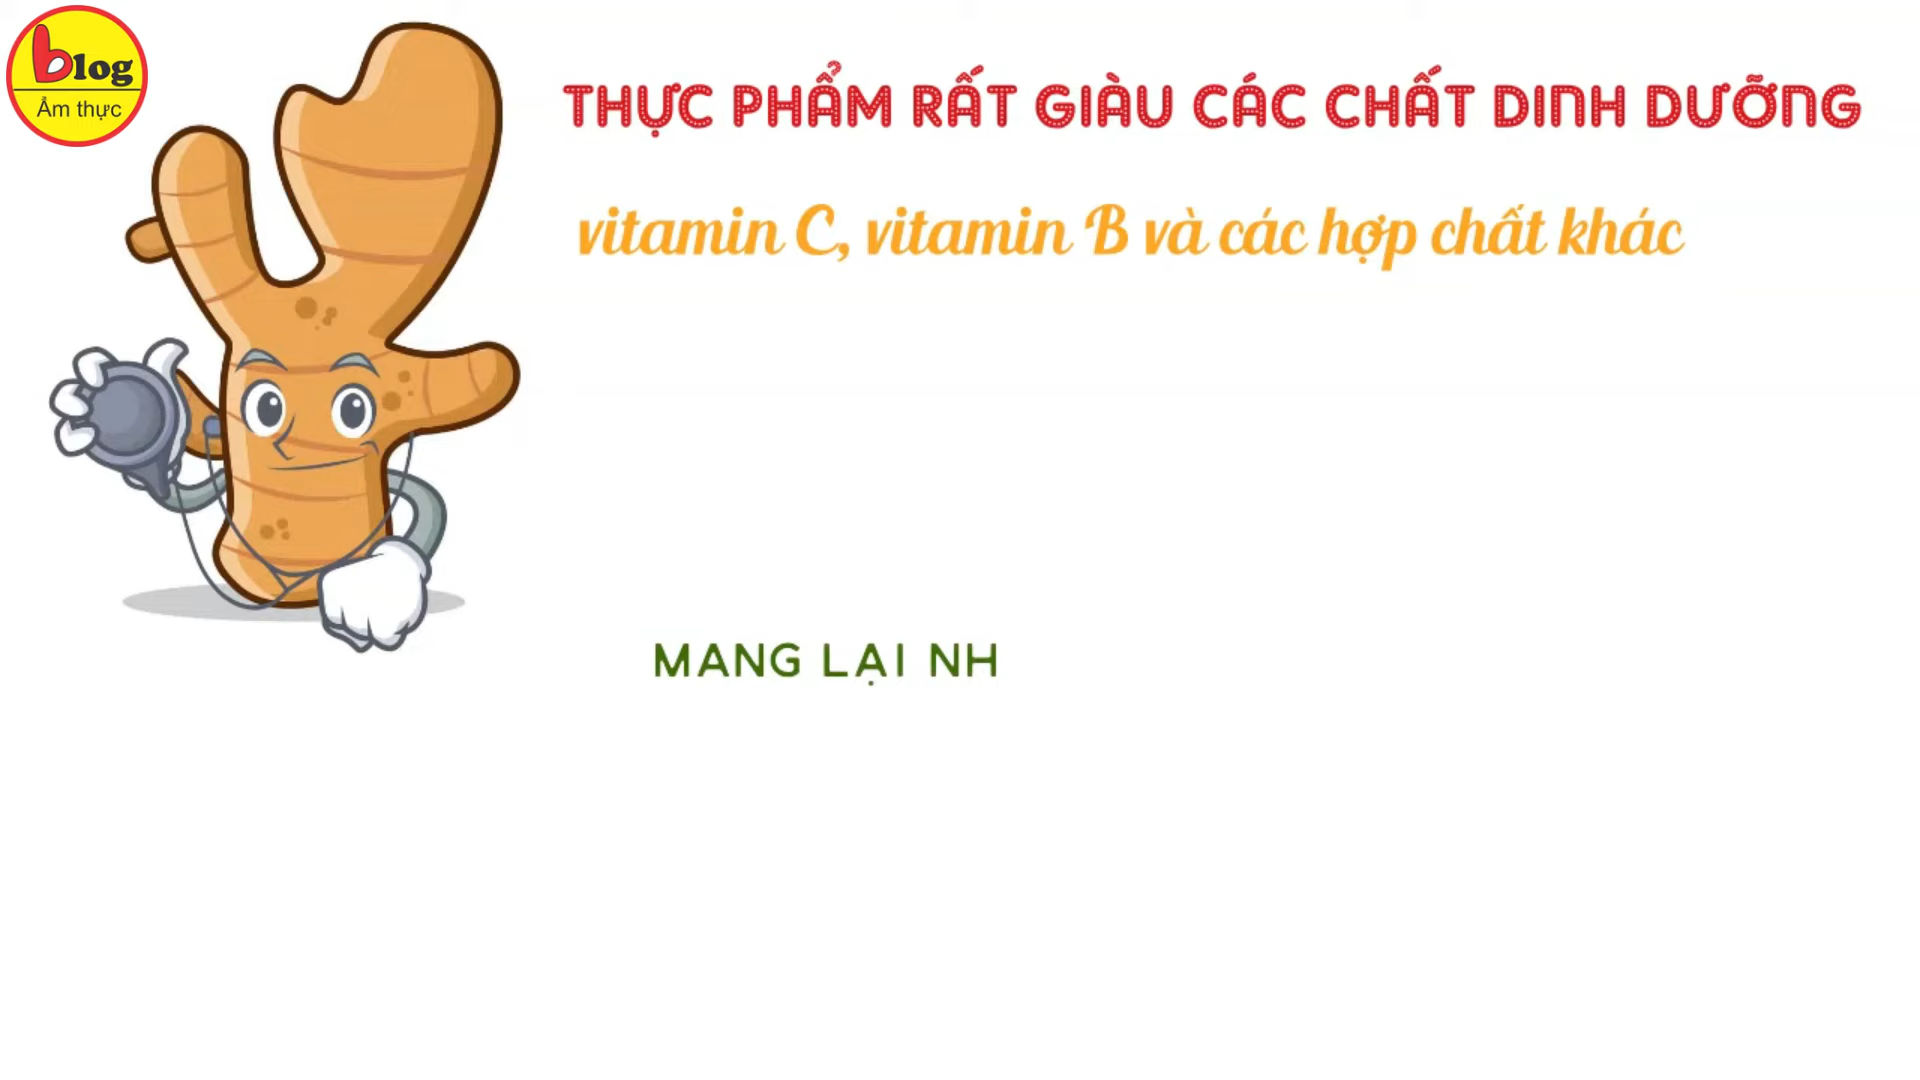 blog
Ẩm thực
THỰC PHẨM RẤT GIÀU CÁC CHẤT DINH DƯỠNG
vitamin C, vitamin B và các hợp chất khác
MANG LẠI NH